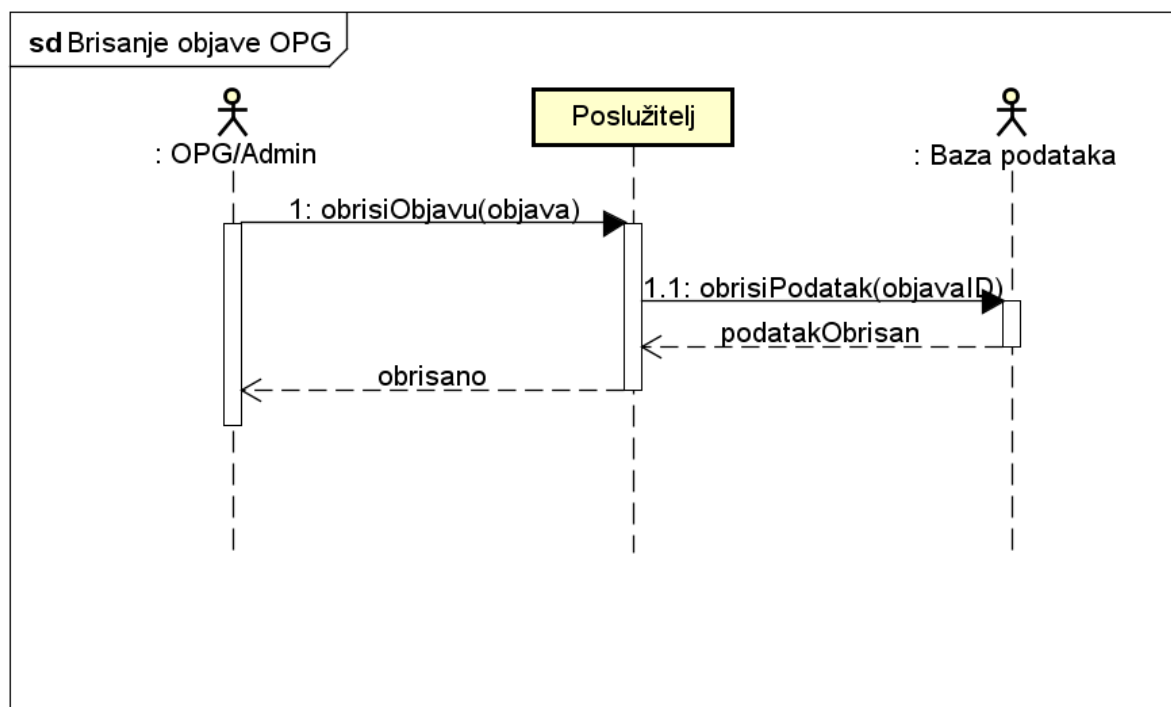 sd Brisanje objave OPG
: OPG/Admin
Poslužitelj
: Baza podataka
1: obrisiObjavu(objava)
1.1: obrisiPodatak(objavaID)
podatakObrisan
obrisano